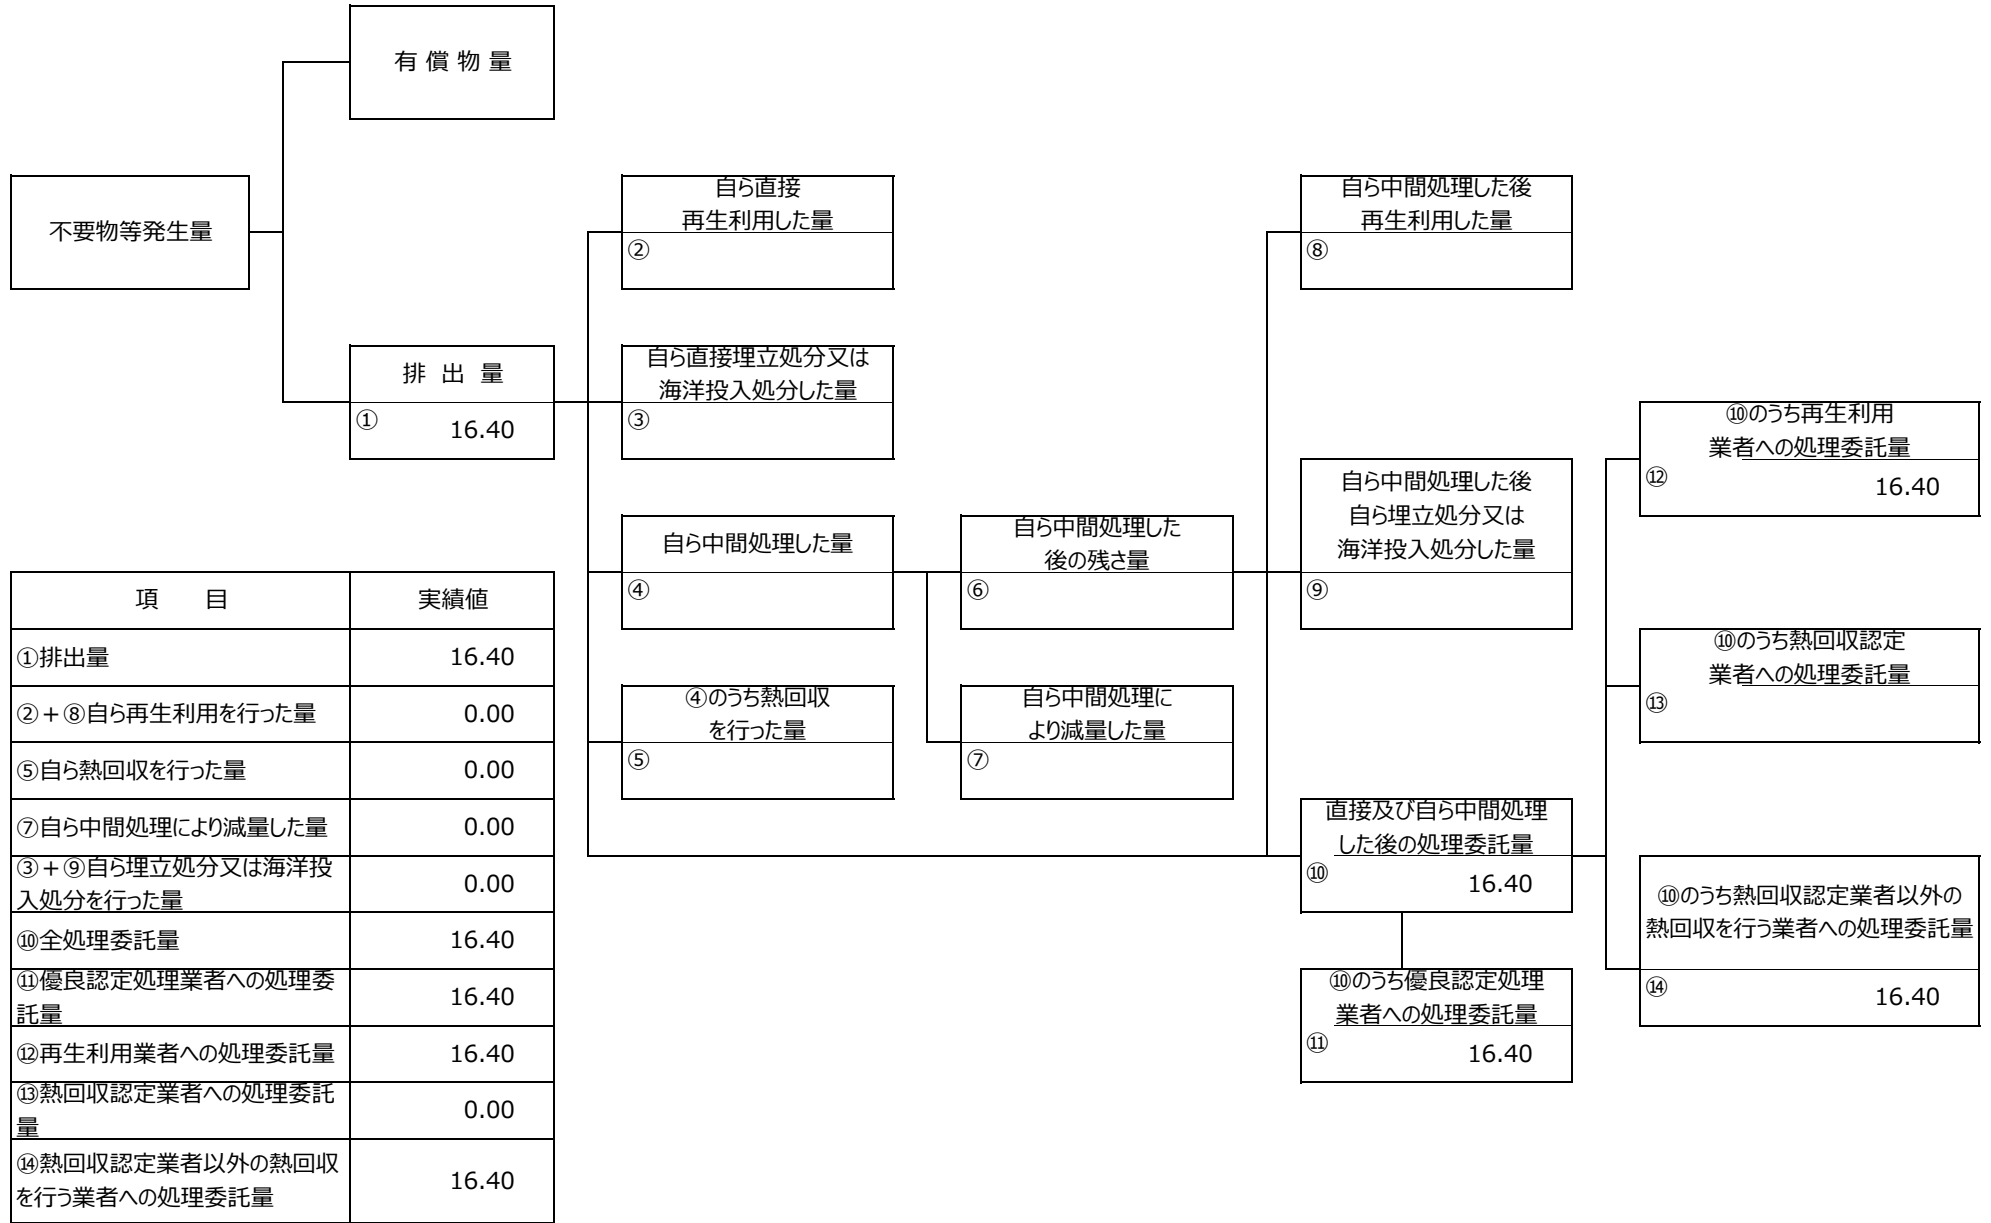 有 償 物 量
不要物等発生量
自ら直接
再生利用した量
②
自ら中間処理した後
再生利用した量
⑧
排 出 量
① 16.40
自ら直接埋立処分又は
海洋投入処分した量
③
⑩のうち再生利用
業者への処理委託量
⑫ 16.40
自ら中間処理した量
④
自ら中間処理した
後の残さ量
⑥
自ら中間処理した後
自ら埋立処分又は
海洋投入処分した量
⑨
⑩のうち熱回収認定
業者への処理委託量
⑬
④のうち熱回収
を行った量
⑤
自ら中間処理に
より減量した量
⑦
直接及び自ら中間処理
した後の処理委託量
⑩ 16.40
⑩のうち熱回収認定業者以外の
熱回収を行う業者への処理委託量
⑭ 16.40
⑩のうち優良認定処理
業者への処理委託量
⑪ 16.40
項 目 実績値
①排出量 16.40
②+⑧自ら再生利用を行った量 0.00
⑤自ら熱回収を行った量 0.00
⑦自ら中間処理により減量した量 0.00
③+⑨自ら埋立処分又は海洋投
入処分を行った量 0.00
⑩全処理委託量 16.40
⑪優良認定処理業者への処理委
託量 16.40
⑫再生利用業者への処理委託量 16.40
⑬熱回収認定業者への処理委託
量 0.00
⑭熱回収認定業者以外の熱回収
を行う業者への処理委託量 16.40